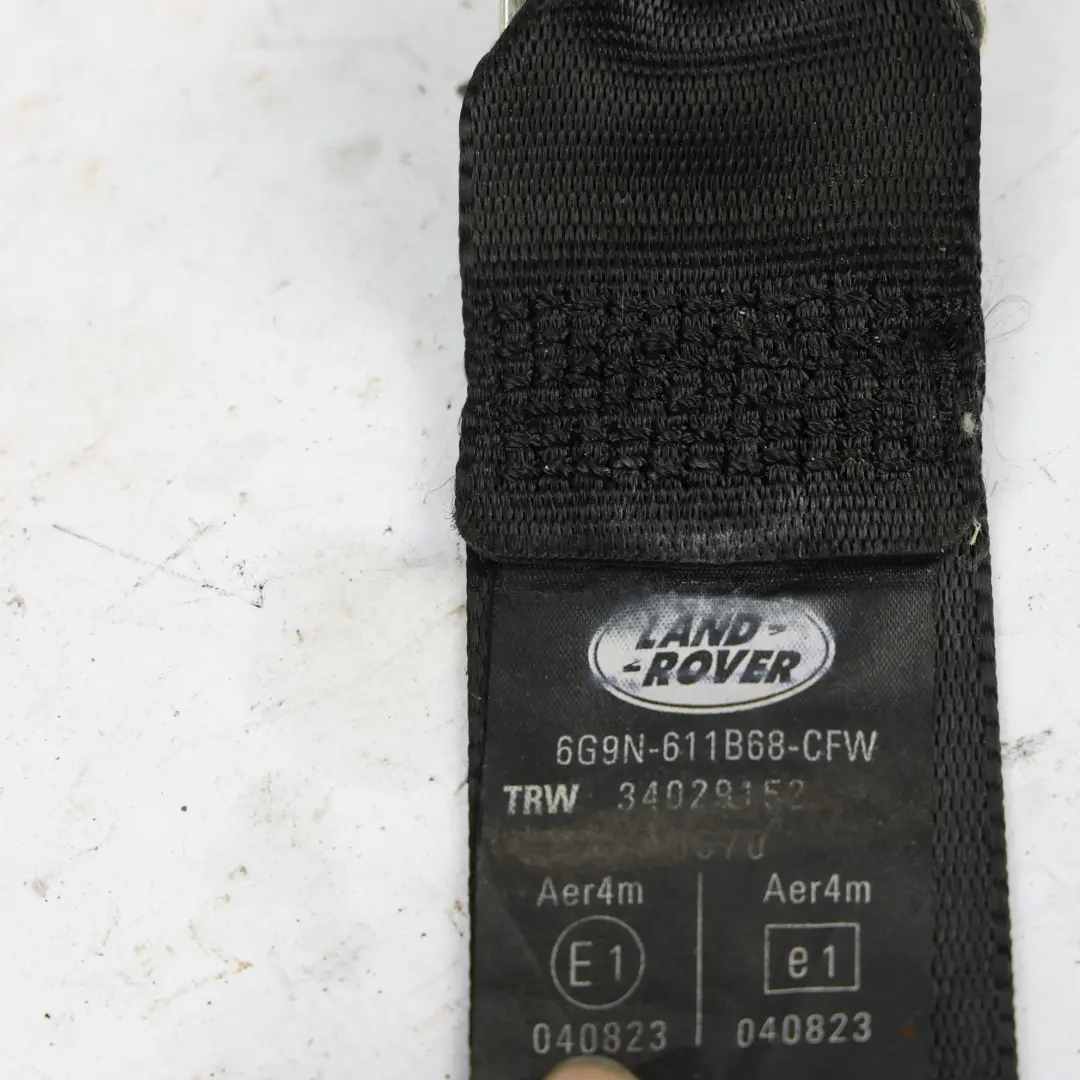 LAND-
-ROVER
6G9N-611B68-CFW
TRW 34029152
Aer4m Aer4m
E1 e1
040823 040823